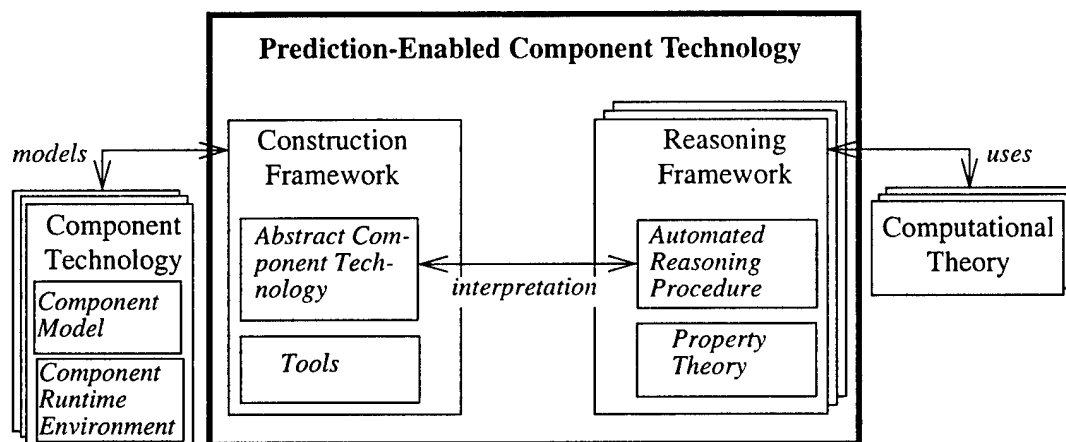 Prediction-Enabled Component Technology
models
Construction
Framework
Abstract Com-
ponent Tech-
nology
Tools
interpretation
Reasoning
Framework
Automated
Reasoning
Procedure
Property
Theory
uses
Component
Technology
Component
Model
Component
Runtime
Environment
Computational
Theory